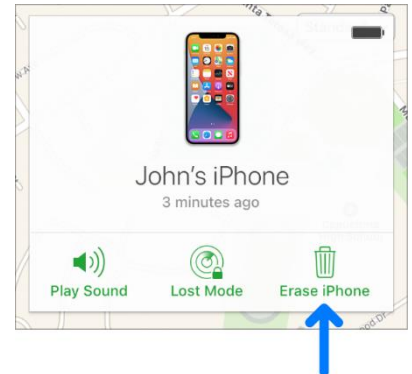 John's iPhone
3 minutes ago
Play Sound
Lost Mode
Erase iPhone